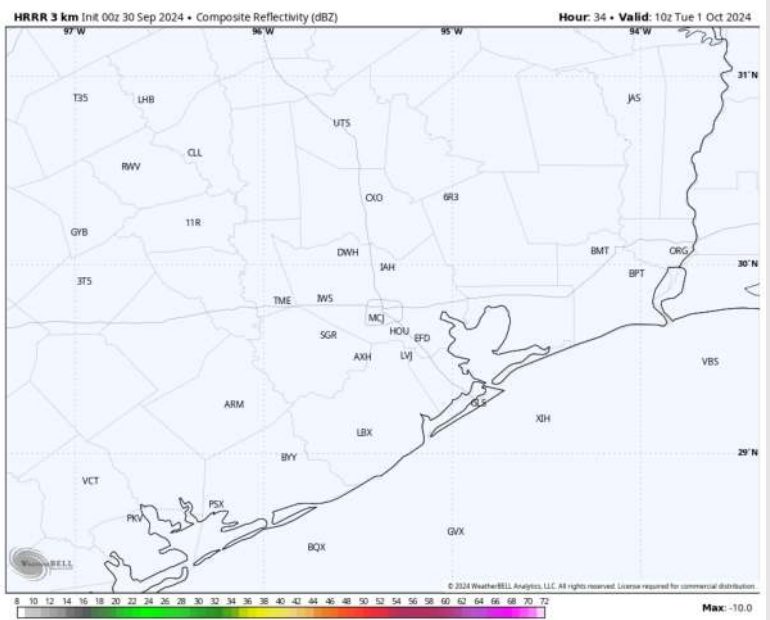 HRRR 3 km Init 00z 30 Sep 2024 • Composite Reflectivity (dBZ) Hour: 34 • Valid: 10z Tue 1 Oct 2024
97°W 96°W 95°W 94°W
31°N
T35 LHB JAS
UTS
CLL
RWV
CXO 6R3
11R
GYB
DWH BMT ORG
30°N
IAH BPT
3T5
TME IWS
MCJ
SGR HOU EFD
AXH LVJ VBS
ARM GLS
XIH
LBX
29°N
BYY
VCT
PSX
PKV
GVX
BQX
WeatherBELL
© 2024 WeatherBELL Analytics, LLC. All rights reserved. License required for commercial distribution.
8 10 12 14 16 18 20 22 24 26 28 30 32 34 36 38 40 42 44 46 48 50 52 54 56 58 60 62 64 66 68 70 72
Max: -10.0